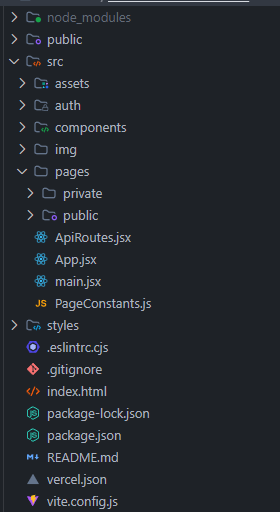 node_modules
public
src
assets
auth
components
img
pages
private
public
ApiRoutes.jsx
App.jsx
main.jsx
JS PageConstants.js
styles
.eslintrc.cjs
.gitignore
index.html
package-lock.json
package.json
README.md
vercel.json
vite.config.js